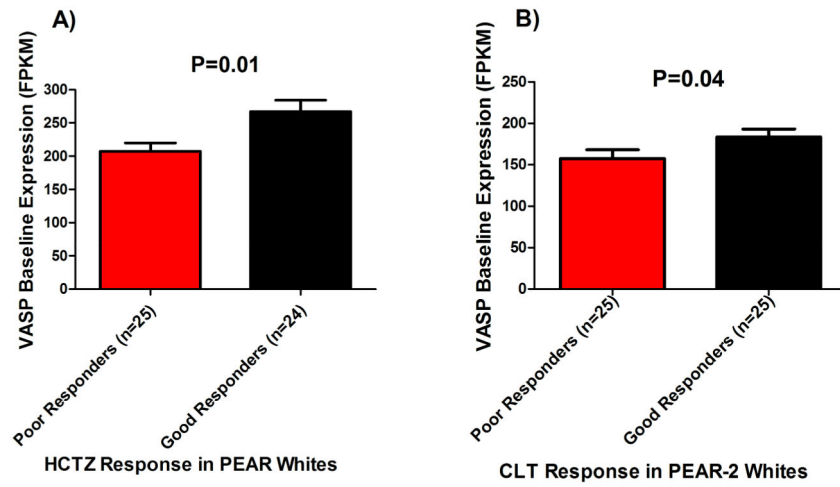 A)
P=0.01
VASP Baseline Expression (FPKM)
300
250
200
150
100
50
0
Poor Responders (n=25)
Good Responders (n=24)
HCTZ Response in PEAR Whites
B)
P=0.04
VASP Baseline Expression (FPKM)
250
200
150
100
50
0
Poor Responders (n=25)
Good Responders (n=25)
CLT Response in PEAR-2 Whites